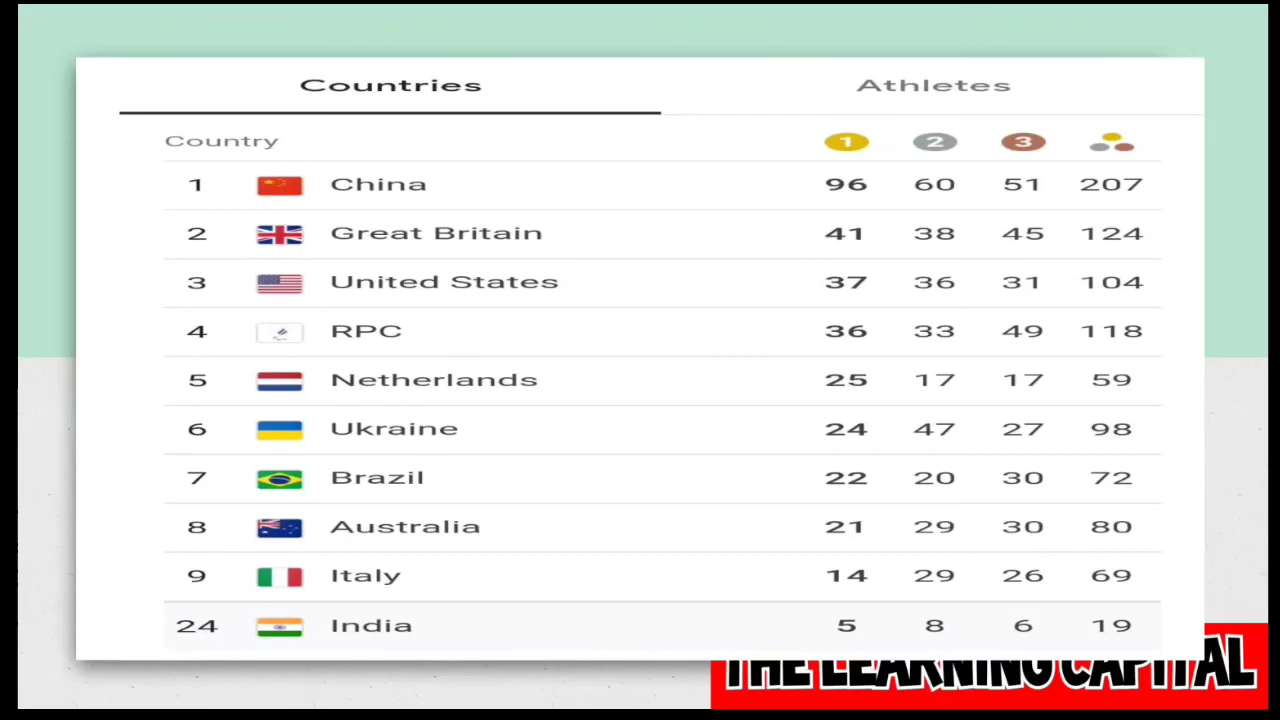 Countries Athletes
Country 1 2 3
1 China 96 60 51 207
2 Great Britain 41 38 45 124
3 United States 37 36 31 104
4 RPC 36 33 49 118
5 Netherlands 25 17 17 59
6 Ukraine 24 47 27 98
7 Brazil 22 20 30 72
8 Australia 21 29 30 80
9 Italy 14 29 26 69
24 India 5 8 6 19
THE LEARNING CAPITAL